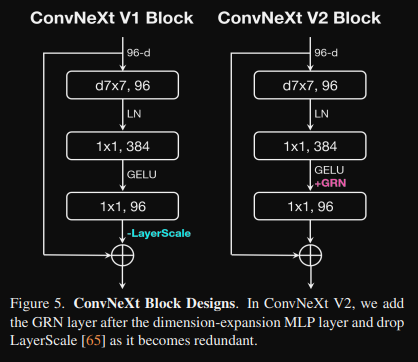 ConvNeXt V1 Block
96-d
d7x7, 96
LN
1x1, 384
GELU
1x1, 96
-LayerScale
ConvNeXt V2 Block
96-d
d7x7, 96
LN
1x1, 384
GELU
+GRN
1x1, 96
Figure 5. ConvNeXt Block Designs. In ConvNeXt V2, we add
the GRN layer after the dimension-expansion MLP layer and drop
LayerScale [65] as it becomes redundant.